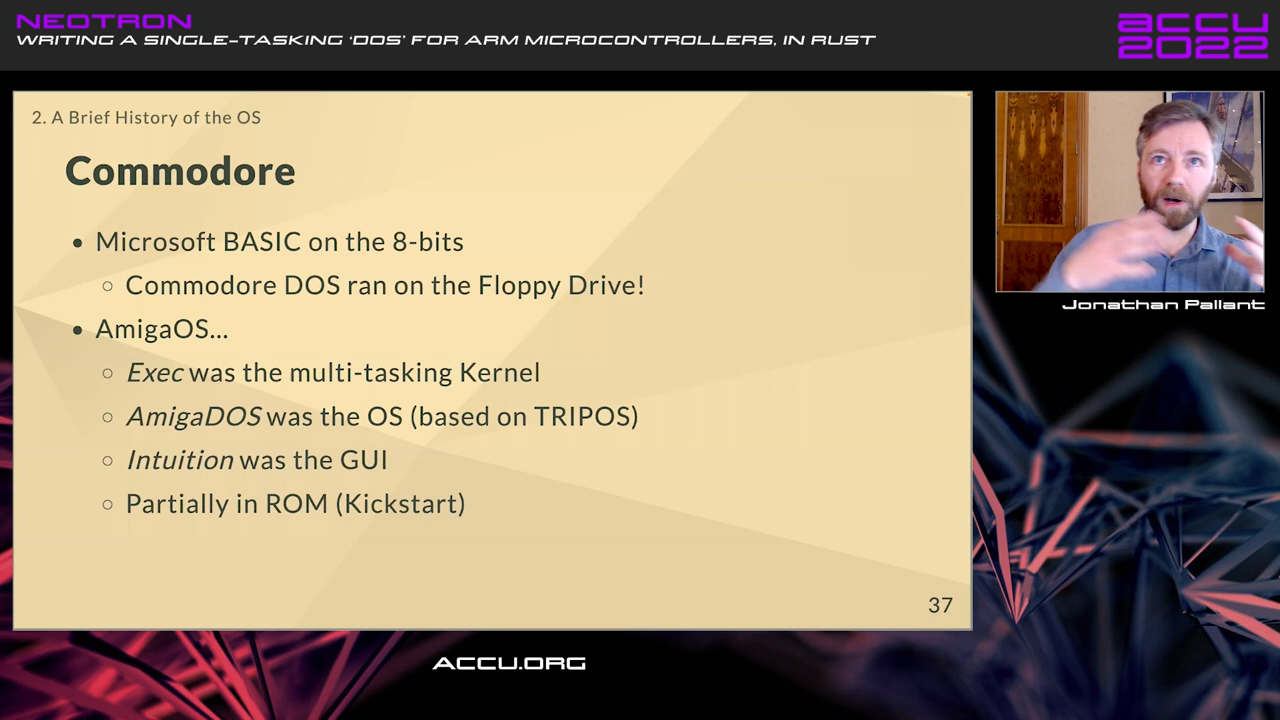 NEOTRON
WRITING A SINGLE-TASKING ‘DOS’ FOR ARM MICROCONTROLLERS, IN RUST
ACCU
2022
2. A Brief History of the OS
Commodore
• Microsoft BASIC on the 8-bits
○ Commodore DOS ran on the Floppy Drive!
• AmigaOS...
○ Exec was the multi-tasking Kernel
○ AmigaDOS was the OS (based on TRIPOS)
○ Intuition was the GUI
○ Partially in ROM (Kickstart)
37
Jonathan Pallant
ACCU.ORG